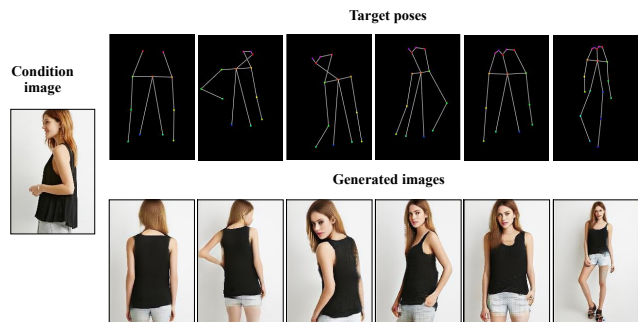 Target poses
Condition
image
Generated images